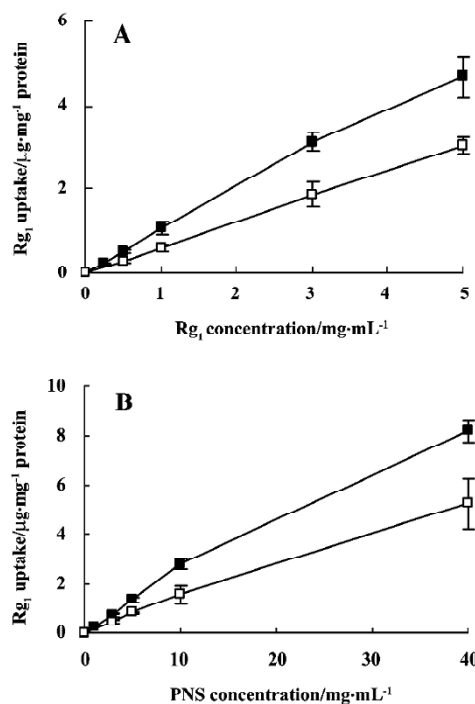 A
6
4
2
0
Rg₁ uptake/μg·mg⁻¹ protein
0 1 2 3 4 5
Rg₁ concentration/mg·mL⁻¹
B
10
8
6
4
2
0
Rg₁ uptake/μg·mg⁻¹ protein
0 10 20 30 40
PNS concentration/mg·mL⁻¹